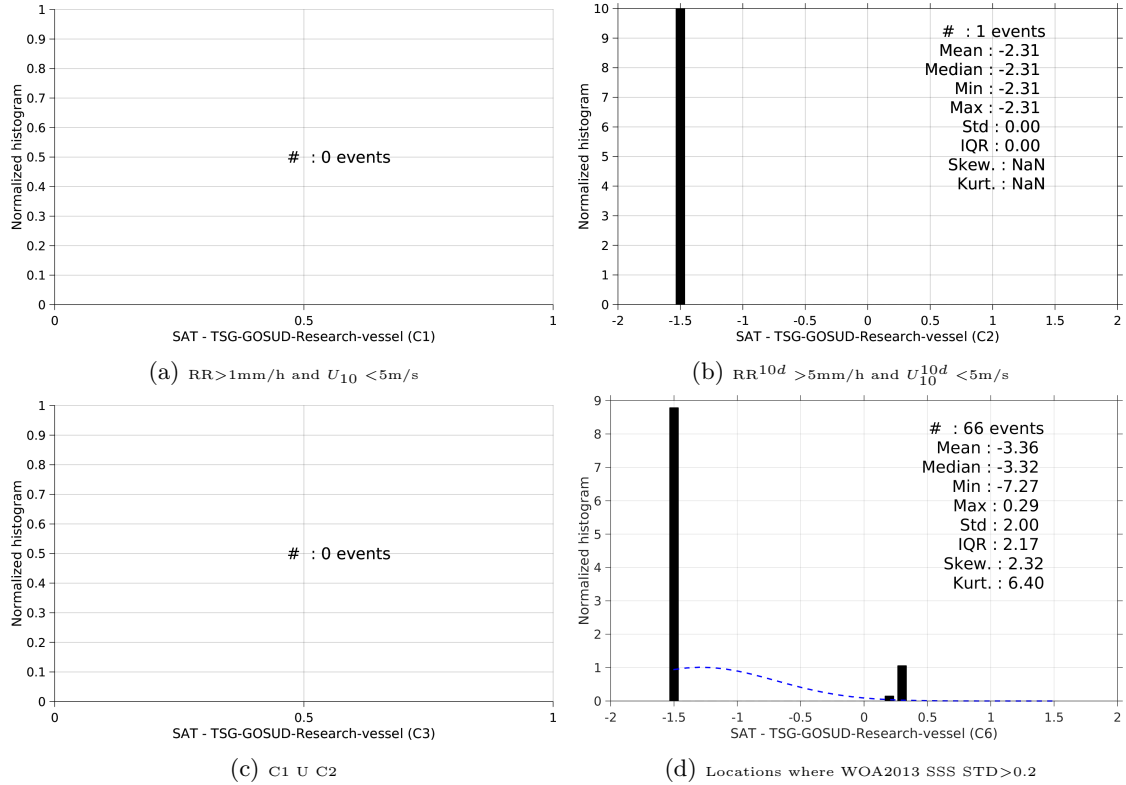 1
0.9
0.8
0.7
0.6
0.5
0.4
0.3
0.2
0.1
0
Normalized histogram
# : 0 events
0 0.5 1
SAT - TSG-GOSUD-Research-vessel (C1)
(a) RR>1mm/h and U10 <5m/s
10
9
8
7
6
5
4
3
2
1
0
Normalized histogram
# : 1 events
Mean : -2.31
Median : -2.31
Min : -2.31
Max : -2.31
Std : 0.00
IQR : 0.00
Skew. : NaN
Kurt. : NaN
-2 -1.5 -1 -0.5 0 0.5 1 1.5 2
SAT - TSG-GOSUD-Research-vessel (C2)
(b) RR^10d >5mm/h and U10^10d <5m/s
1
0.9
0.8
0.7
0.6
0.5
0.4
0.3
0.2
0.1
0
Normalized histogram
# : 0 events
0 0.5 1
SAT - TSG-GOSUD-Research-vessel (C3)
(c) C1 U C2
9
8
7
6
5
4
3
2
1
0
Normalized histogram
# : 66 events
Mean : -3.36
Median : -3.32
Min : -7.27
Max : 0.29
Std : 2.00
IQR : 2.17
Skew. : 2.32
Kurt. : 6.40
-2 -1.5 -1 -0.5 0 0.5 1 1.5 2
SAT - TSG-GOSUD-Research-vessel (C6)
(d) Locations where WOA2013 SSS STD>0.2